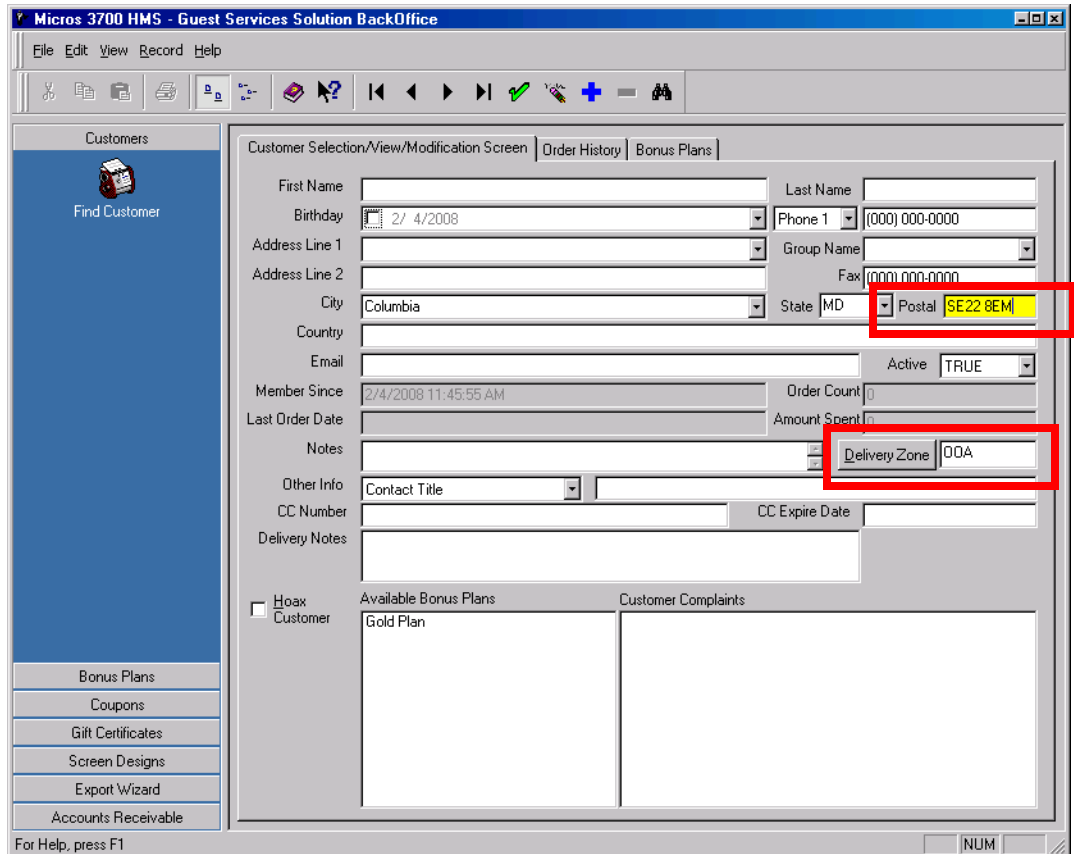 Micros 3700 HMS - Guest Services Solution BackOffice
File Edit View Record Help
Customers
Find Customer
Bonus Plans
Coupons
Gift Certificates
Screen Designs
Export Wizard
Accounts Receivable
Customer Selection/View/Modification Screen Order History Bonus Plans
First Name Last Name
Birthday 2/ 4/2008 Phone 1 (000) 000-0000
Address Line 1 Group Name
Address Line 2 Fax (000) 000-0000
City Columbia State MD Postal SE22 8EM
Country
Email Active TRUE
Member Since 2/4/2008 11:45:55 AM Order Count 0
Last Order Date Amount Spent 0
Notes Delivery Zone OOA
Other Info Contact Title
CC Number CC Expire Date
Delivery Notes
Hoax Customer
Available Bonus Plans Customer Complaints
Gold Plan
For Help, press F1 NUM